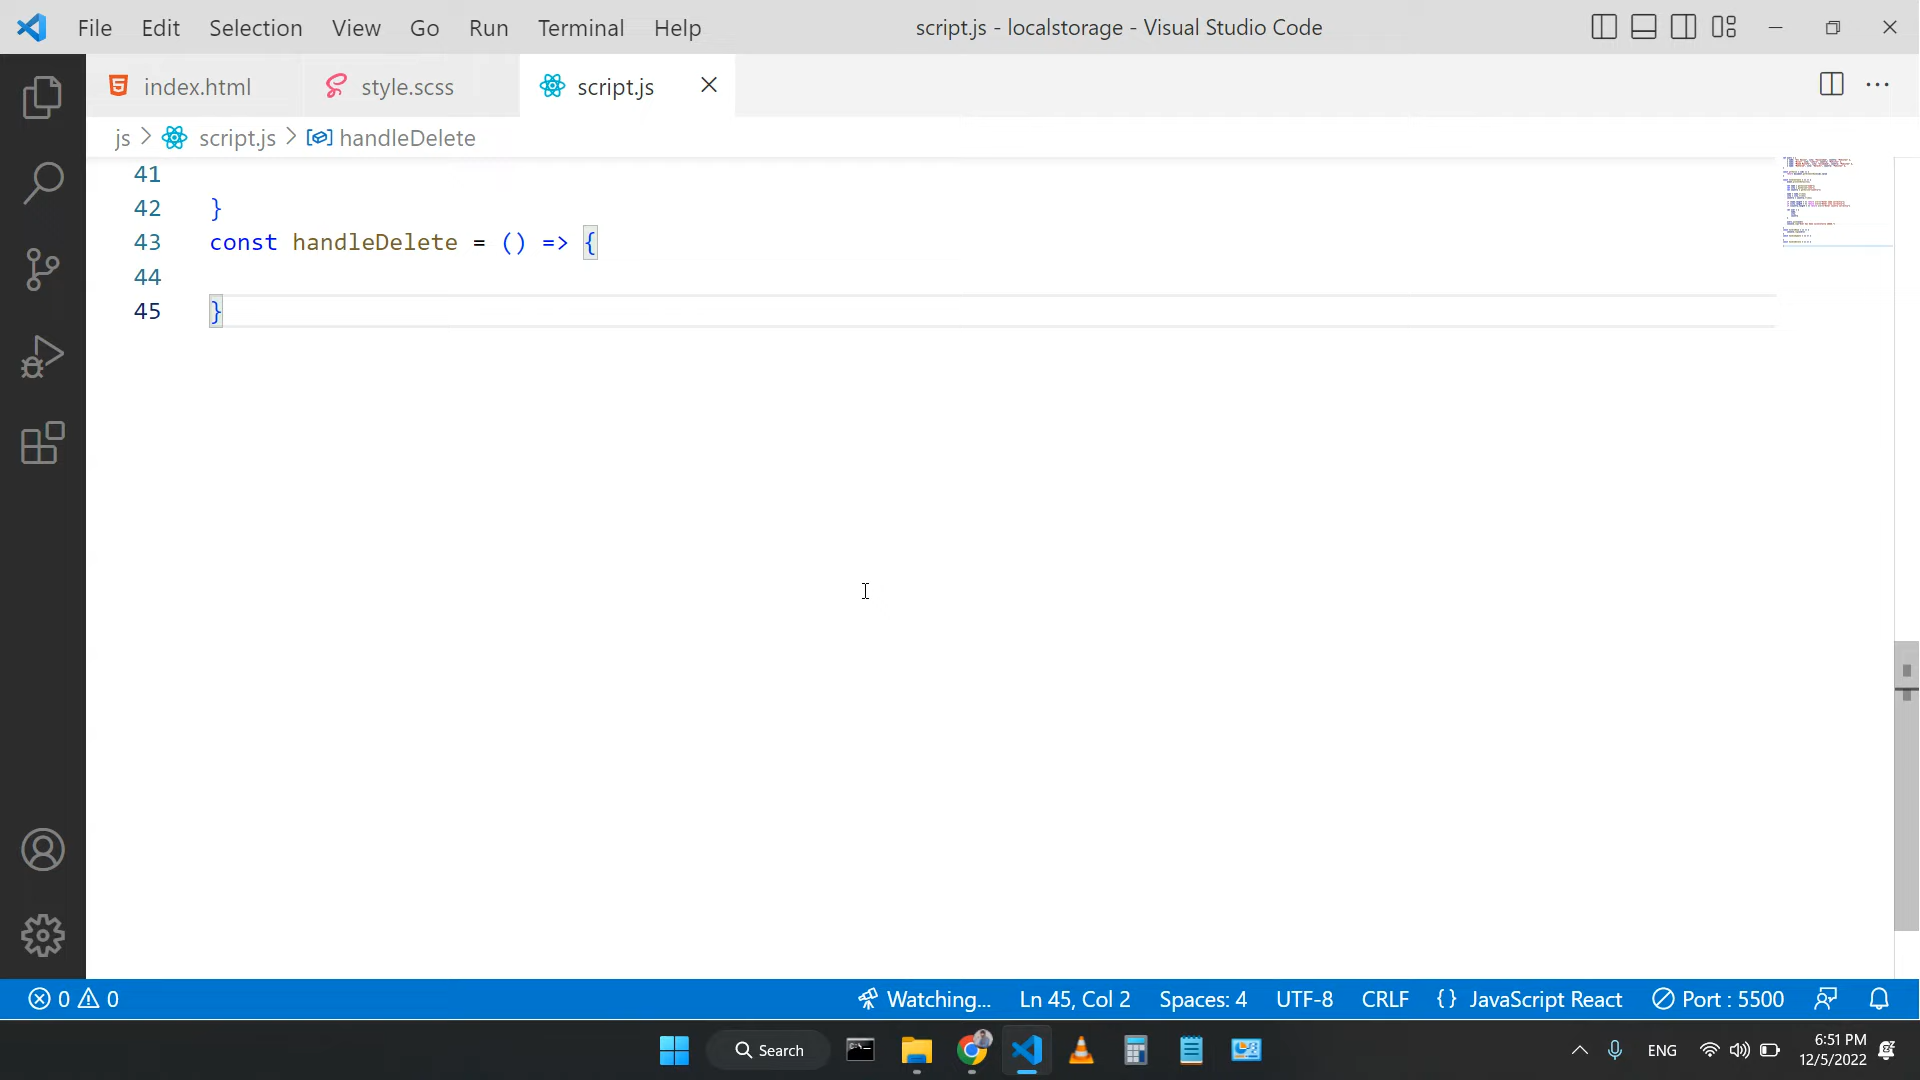 File Edit Selection View Go Run Terminal Help script.js - localstorage - Visual Studio Code
index.html style.scss script.js
js > script.js > handleDelete
41
42 }
43 const handleDelete = () => {
44
45 }
0 0 Watching... Ln 45, Col 2 Spaces: 4 UTF-8 CRLF {} JavaScript React Port : 5500
Search ENG 6:51 PM
12/5/2022